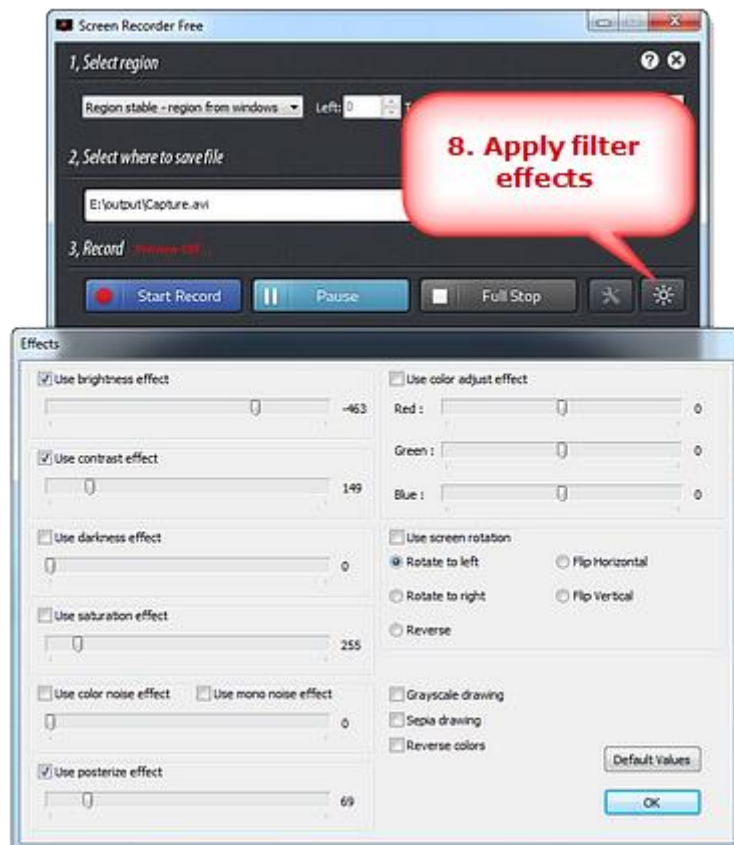 Screen Recorder Free
1, Select region
Region stable - region from windows
Left: 0
T
8. Apply filter
effects
2, Select where to save file
E:\output\Capture.avi
3, Record
Start Record
Pause
Full Stop
Effects
Use brightness effect
-463
Use contrast effect
149
Use darkness effect
0
Use saturation effect
255
Use color noise effect Use mono noise effect
0
Use posterize effect
69
Use color adjust effect
Red : 0
Green : 0
Blue : 0
Use screen rotation
Rotate to left Flip Horizontal
Rotate to right Flip Vertical
Reverse
Grayscale drawing
Sepia drawing
Reverse colors
Default Values
OK